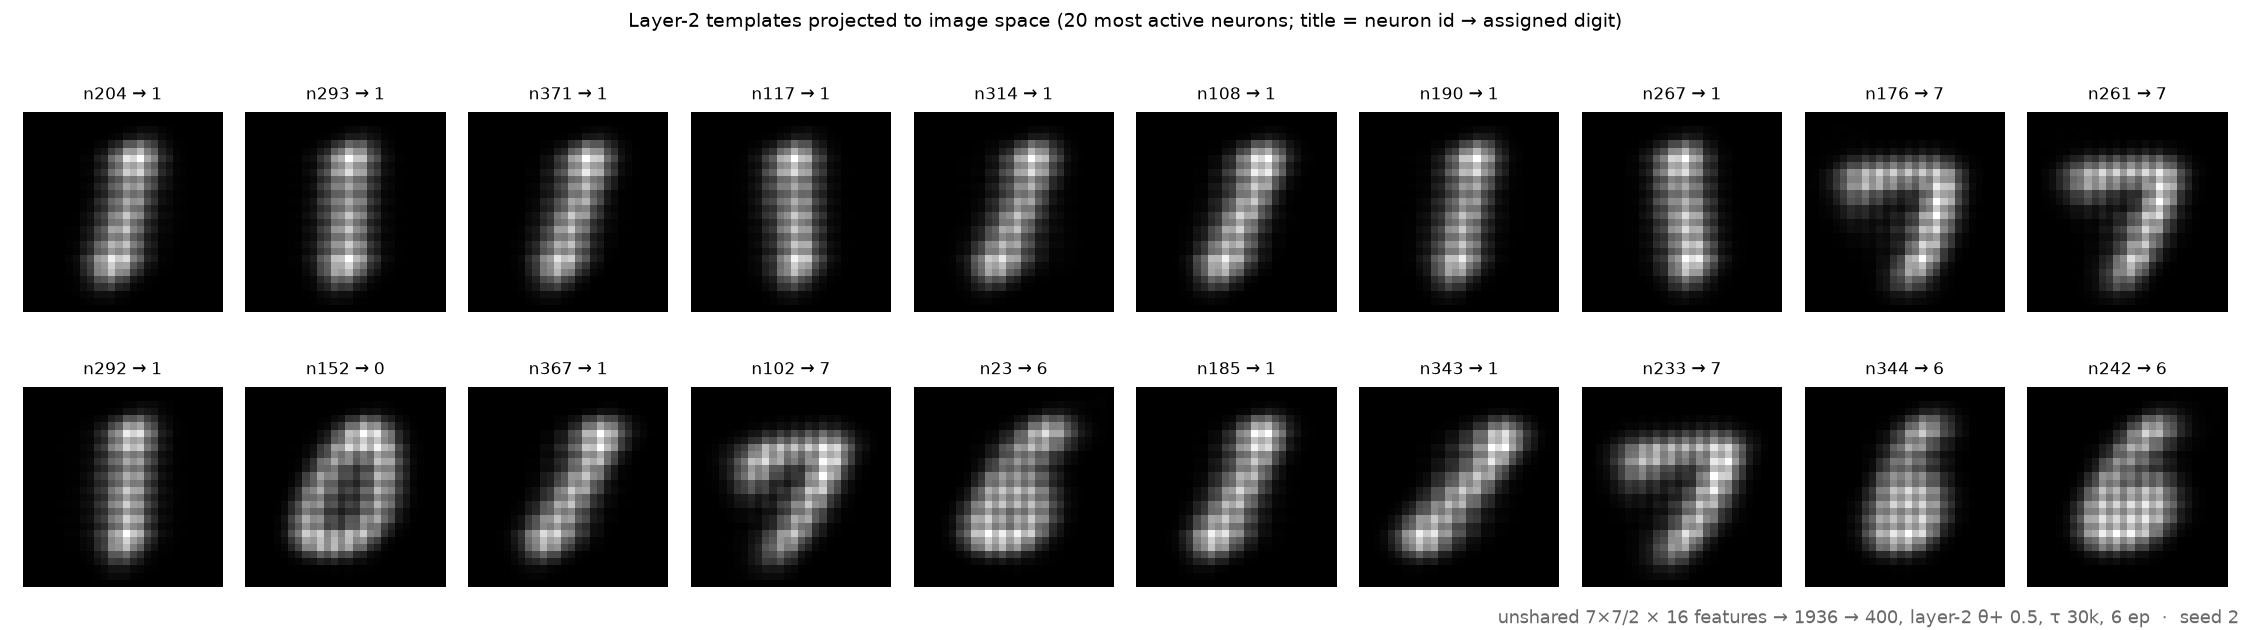 Layer-2 templates projected to image space (20 most active neurons; title = neuron id → assigned digit)
n204 → 1 n293 → 1 n371 → 1 n117 → 1 n314 → 1 n108 → 1 n190 → 1 n267 → 1 n176 → 7 n261 → 7
n292 → 1 n152 → 0 n367 → 1 n102 → 7 n23 → 6 n185 → 1 n343 → 1 n233 → 7 n344 → 6 n242 → 6
unshared 7×7/2 × 16 features → 1936 → 400, layer-2 θ+ 0.5, τ 30k, 6 ep · seed 2